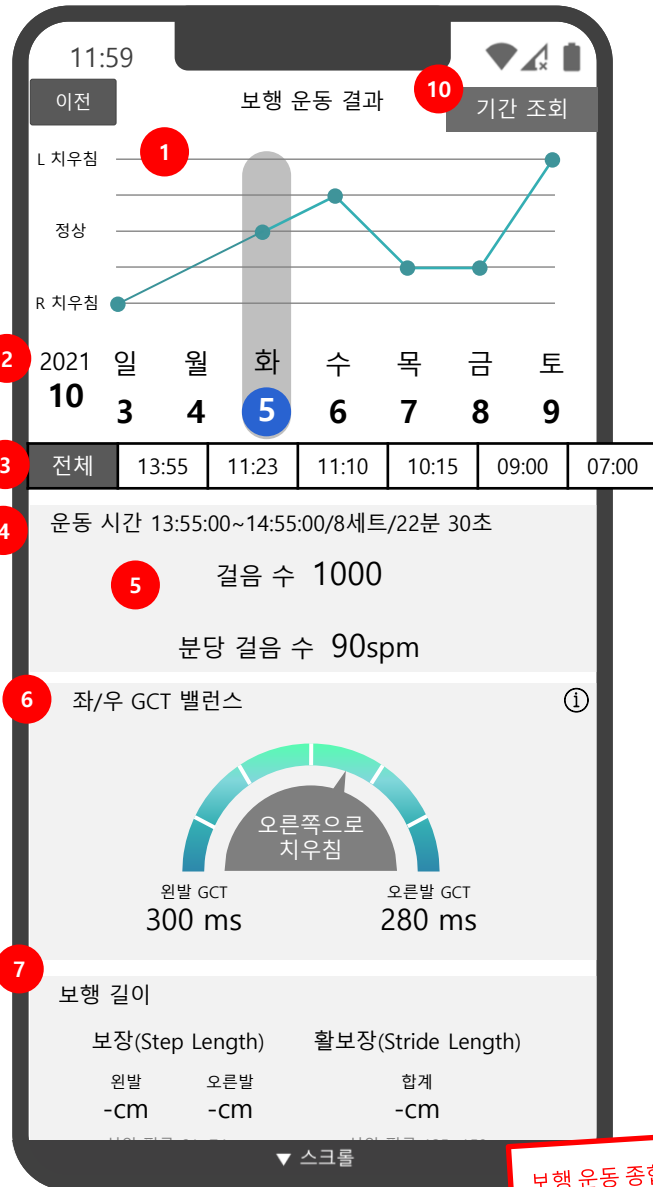 11:59
이전
보행 운동 결과
10
기간 조회
1
L 치우침
정상
R 치우침
2
2021
10
일 월 화 수 목 금 토
3 4 5 6 7 8 9
3
전체 13:55 11:23 11:10 10:15 09:00 07:00
4
운동 시간 13:55:00~14:55:00/8세트/22분 30초
5
걸음 수 1000
분당 걸음 수 90spm
6
좌/우 GCT 밸런스
오른쪽으로
치우침
왼발 GCT 오른발 GCT
300 ms 280 ms
7
보행 길이
보장(Step Length) 활보장(Stride Length)
왼발 오른발 합계
-cm -cm -cm
▼ 스크롤
보행 운동